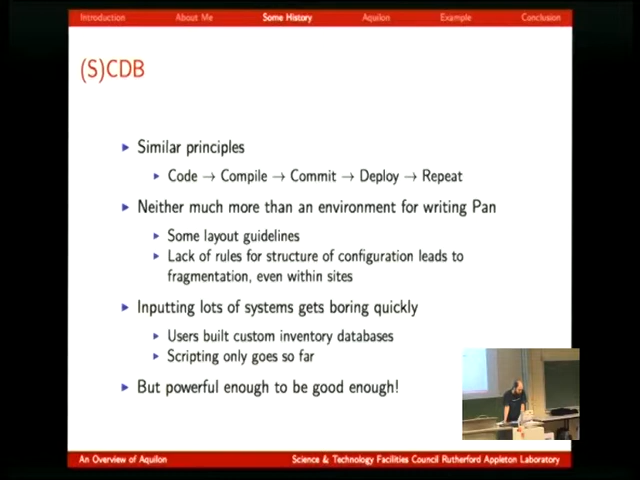 Introduction About Me Some History Aquilon Example Conclusion
(S)CDB
Similar principles
Code → Compile → Commit → Deploy → Repeat
Neither much more than an environment for writing Pan
Some layout guidelines
Lack of rules for structure of configuration leads to
fragmentation, even within sites
Inputting lots of systems gets boring quickly
Users built custom inventory databases
Scripting only goes so far
But powerful enough to be good enough!
An Overview of Aquilon Science & Technology Facilities Council Rutherford Appleton Laboratory